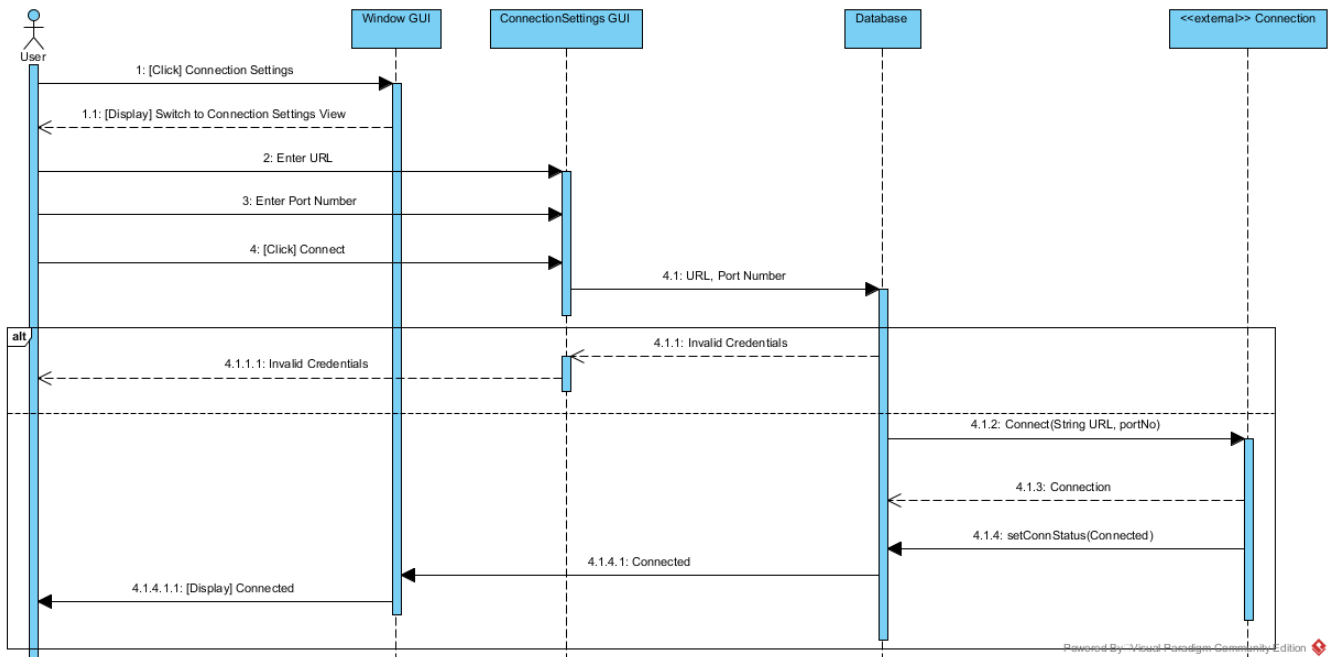 Window GUI
ConnectionSettings GUI
Database
<<external>> Connection
User
1: [Click] Connection Settings
1.1: [Display] Switch to Connection Settings View
2: Enter URL
3: Enter Port Number
4: [Click] Connect
4.1: URL, Port Number
alt
4.1.1: Invalid Credentials
4.1.1.1: Invalid Credentials
4.1.2: Connect(String URL, portNo)
4.1.3: Connection
4.1.4: setConnStatus(Connected)
4.1.4.1: Connected
4.1.4.1.1: [Display] Connected
Powered By Visual Paradigm Community Edition